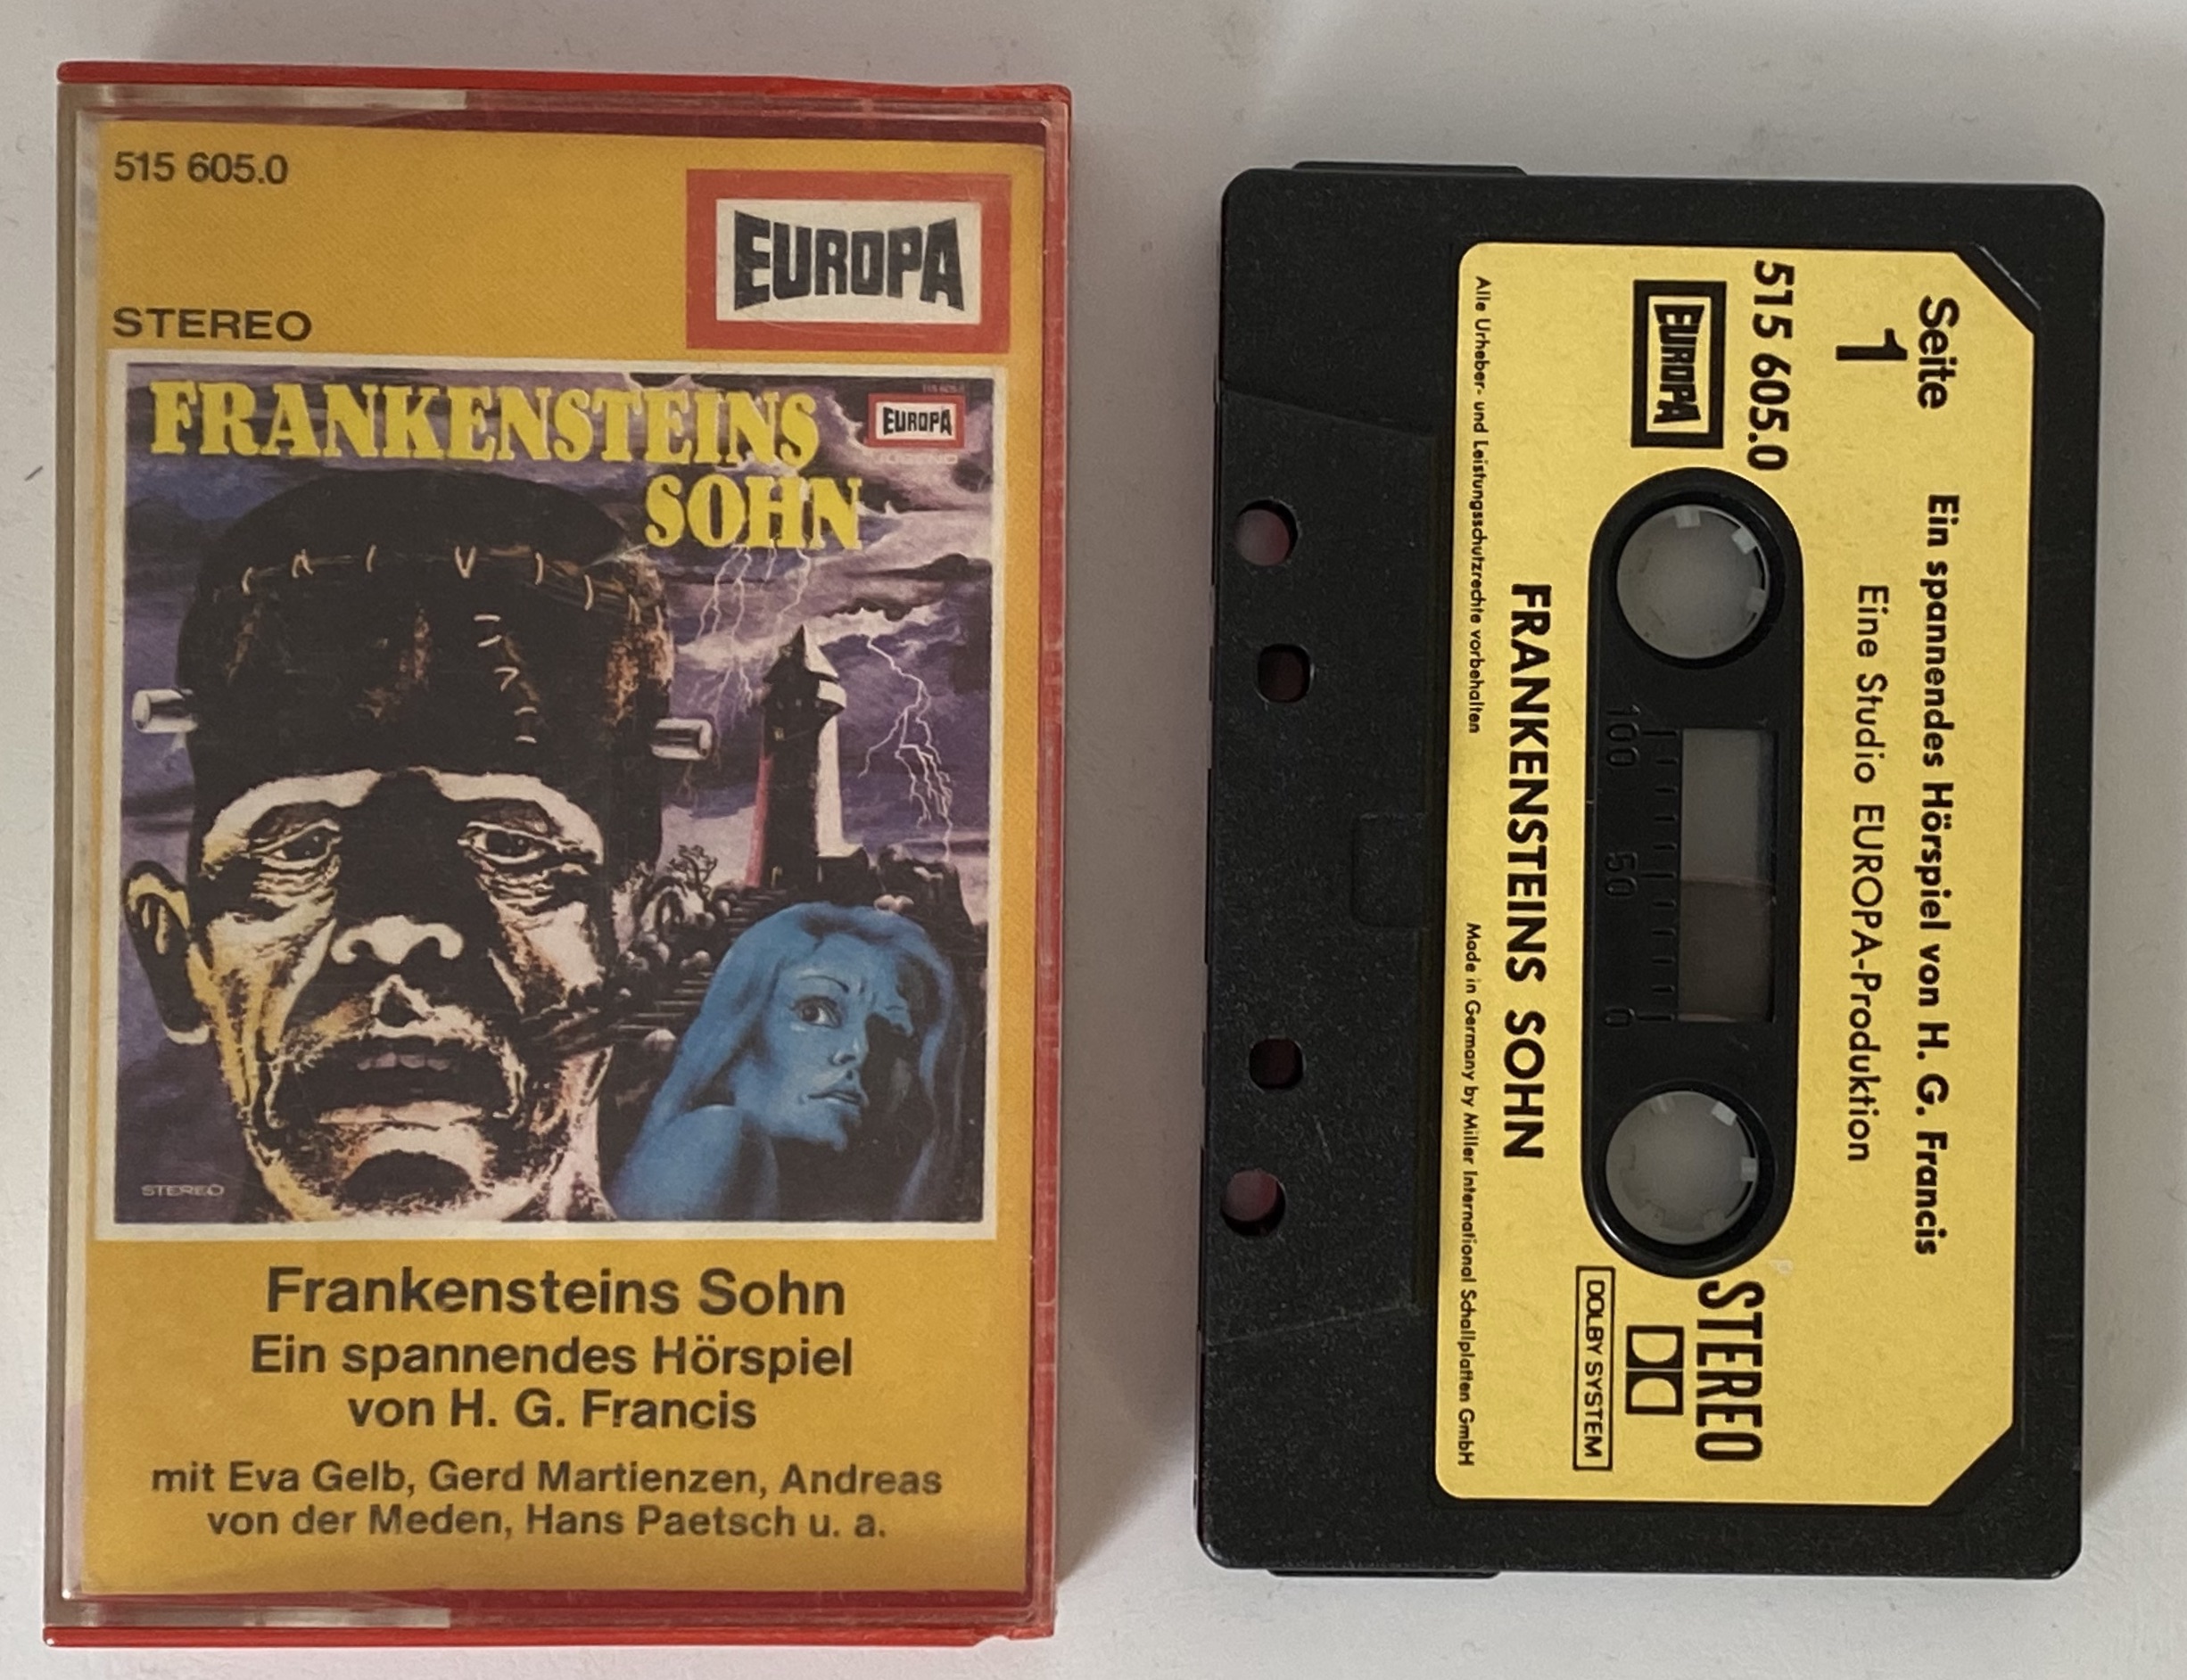 515 605.0
EUROPA
STEREO
FRANKENSTEINS
EUROPA
SOHN
STEREO
Frankensteins Sohn
Ein spannendes Hörspiel
von H. G. Francis
mit Eva Gelb, Gerd Martienzen, Andreas
von der Meden, Hans Paetsch u. a.
Seite
1
Ein spannendes Hörspiel von H. G. Francis
Eine Studio EUROPA-Produktion
515 605.0
EUROPA
STEREO
DOLBY SYSTEM
100 50 0
FRANKENSTEINS SOHN
Alle Urheber- und Leistungsschutzrechte vorbehalten
Made in Germany by Miller International Schallplatten GmbH